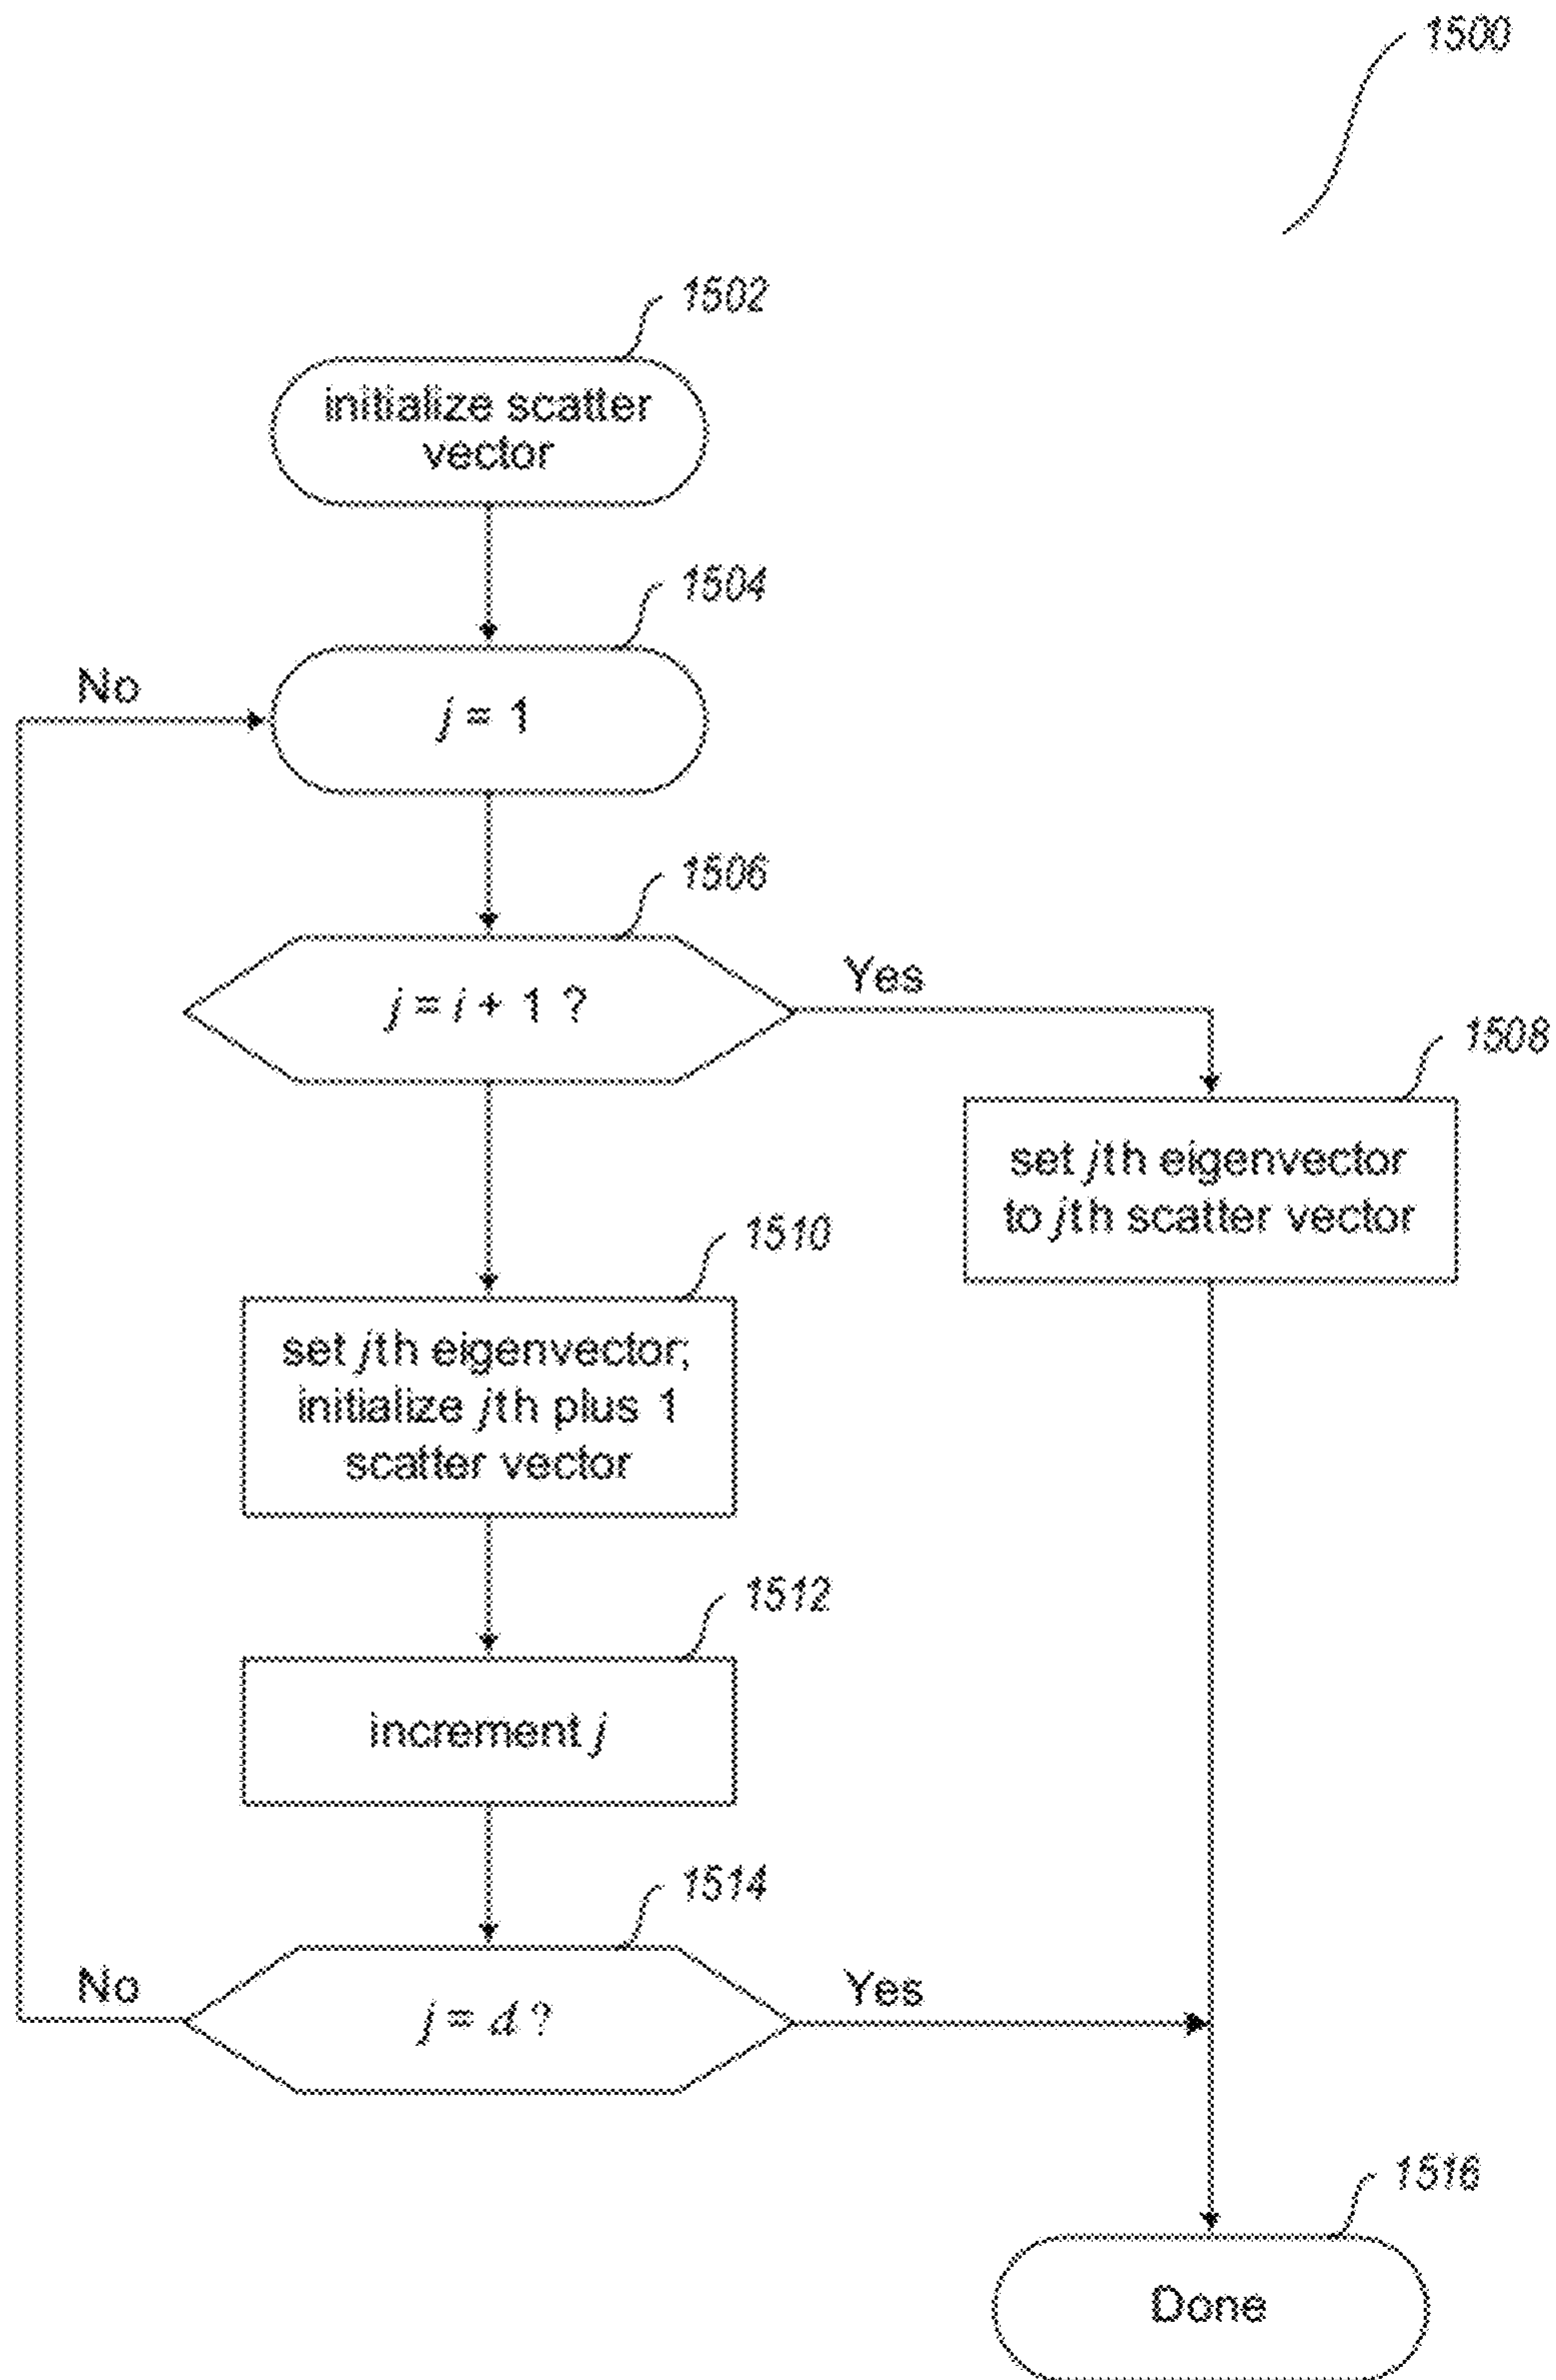 1500
1502
initialize scatter
vector
1504
No
j = 1
1506
j = i + 1 ?
Yes
1508
set jth eigenvector
to jth scatter vector
1510
set jth eigenvector;
initialize jth plus 1
scatter vector
1512
increment j
1514
No
j = d ?
Yes
1516
Done